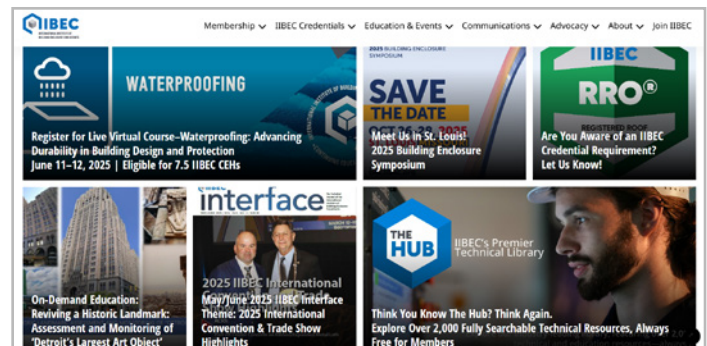 IIBEC
Membership
IIBEC Credentials
Education & Events
Communications
Advocacy
About
Join IIBEC
WATERPROOFING
Register for Live Virtual Course–Waterproofing: Advancing
Durability in Building Design and Protection
June 11–12, 2025 | Eligible for 7.5 IIBEC CEHs
2025 BUILDING ENCLOSURE
SYMPOSIUM
SAVE
THE DATE
Meet Us in St. Louis!
2025 Building Enclosure
Symposium
IIBEC
RRO®
REGISTERED ROOF
Are You Aware of an IIBEC
Credential Requirement?
Let Us Know!
On-Demand Education:
Reviving a Historic Landmark:
Assessment and Monitoring of
‘Detroit’s Largest Art Object’
IIBEC
interface
2025 IIBEC International
May/June 2025 IIBEC Interface
Theme: 2025 International
Convention & Trade Show
Highlights
THE
HUB
IIBEC's Premier
Technical Library
Think You Know The Hub? Think Again.
Explore Over 2,000 Fully Searchable Technical Resources, Always
Free for Members